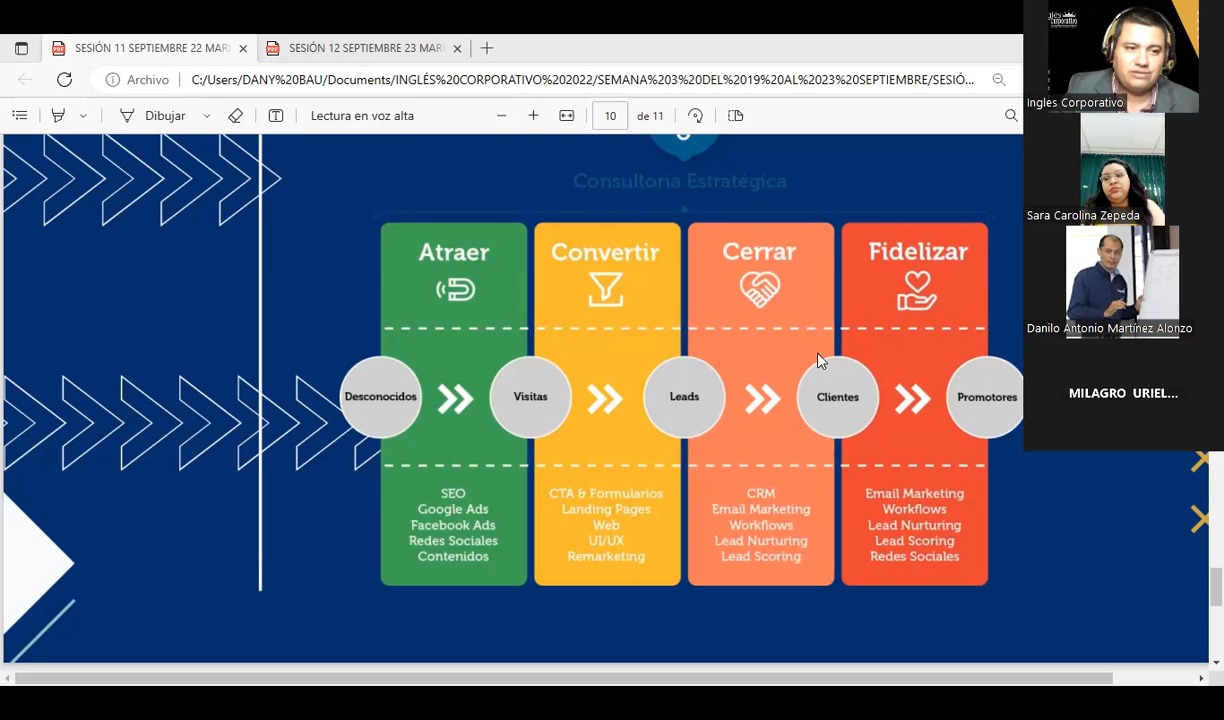 SESIÓN 11 SEPTIEMBRE 22 MAR
SESIÓN 12 SEPTIEMBRE 23 MAR
Archivo
C:/Users/DANY%20BAU/Documents/INGLÉS%20CORPORATIVO%202022/SEMANA%203%20DEL%2019%20AL%2023%20SEPTIEMBRE/SESIÓ...
Dibujar
Lectura en voz alta
10
de 11
Consultoria Estratégica
Atraer
Convertir
Cerrar
Fidelizar
Desconocidos
Visitas
Leads
Clientes
Promotores
SEO
Google Ads
Facebook Ads
Redes Sociales
Contenidos
CTA & Formularios
Landing Pages
Web
UI/UX
Remarketing
CRM
Email Marketing
Workflows
Lead Nurturing
Lead Scoring
Email Marketing
Workflows
Lead Nurturing
Lead Scoring
Redes Sociales
Ingles Corporativo
Sara Carolina Zepeda
Danilo Antonio Martínez Alonzo
MILAGRO URIEL...